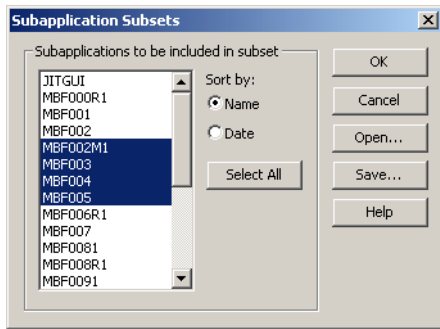 Subapplication Subsets
Subapplications to be included in subset
JITGUI
MBF000R1
MBF001
MBF002
MBF002M1
MBF003
MBF004
MBF005
MBF006R1
MBF007
MBF0081
MBF008R1
MBF0091
Sort by:
Name
Date
Select All
OK
Cancel
Open...
Save...
Help